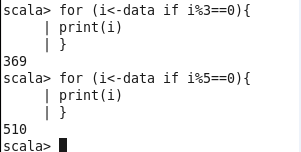 scala> for (i<-data if i%3==0){
     | print(i)
     | }
369
scala> for (i<-data if i%5==0){
     | print(i)
     | }
510
scala>